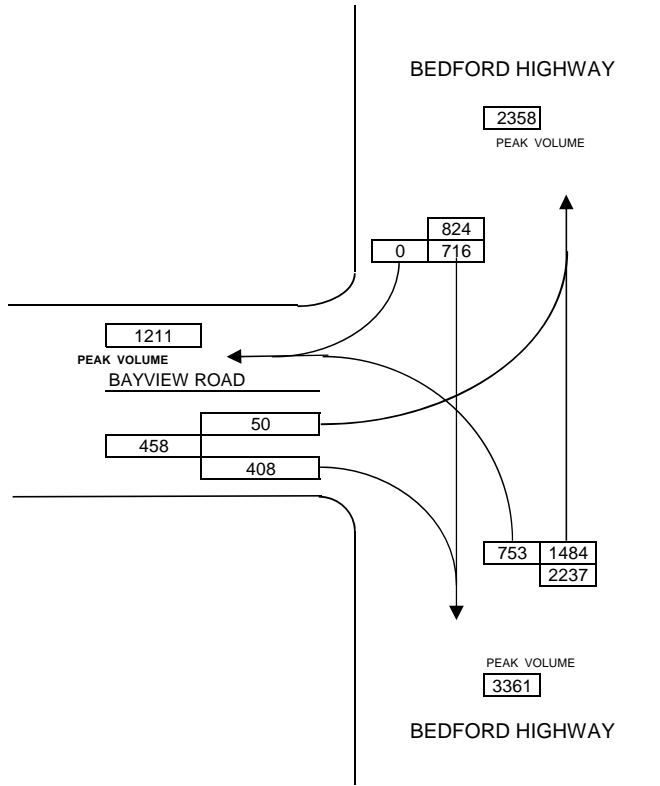 BEDFORD HIGHWAY
2358
PEAK VOLUME
824
0 716
1211
PEAK VOLUME
BAYVIEW ROAD
50
458
408
753 1484
2237
PEAK VOLUME
3361
BEDFORD HIGHWAY